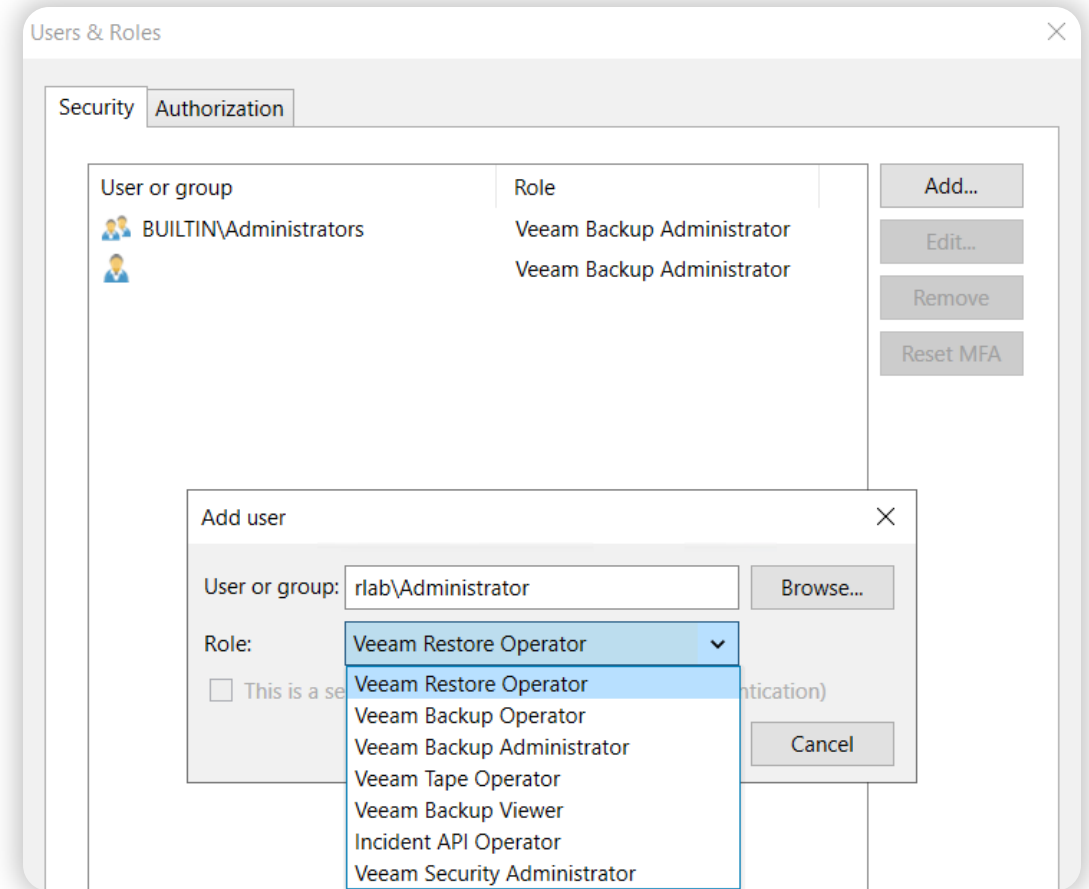 Users & Roles
Security Authorization
User or group Role Add...
BUILTIN\Administrators Veeam Backup Administrator
Edit...
Veeam Backup Administrator
Remove
Reset MFA
Add user
User or group: rlab\Administrator Browse...
Role: Veeam Restore Operator
Veeam Restore Operator
This is a
Veeam Backup Operator
Veeam Backup Administrator Cancel
Veeam Tape Operator
Veeam Backup Viewer
Incident API Operator
Veeam Security Administrator